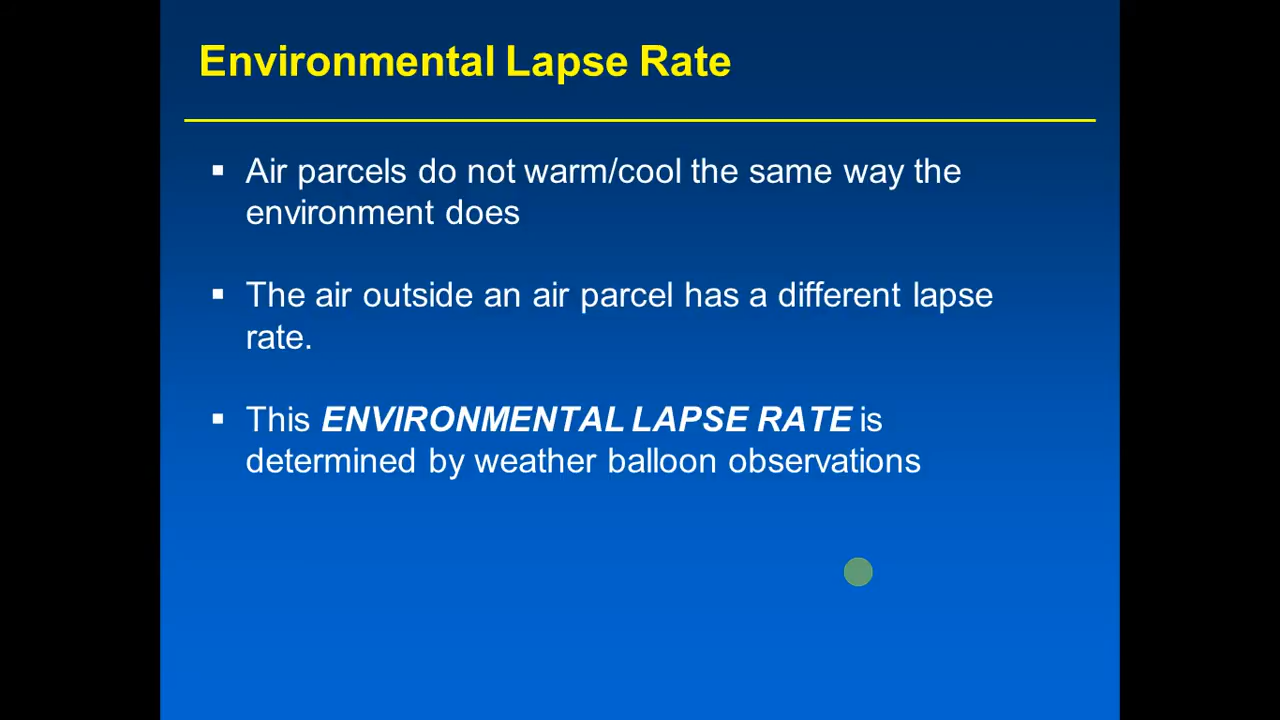 Environmental Lapse Rate
▪ Air parcels do not warm/cool the same way the
environment does
▪ The air outside an air parcel has a different lapse
rate.
▪ This ENVIRONMENTAL LAPSE RATE is
determined by weather balloon observations